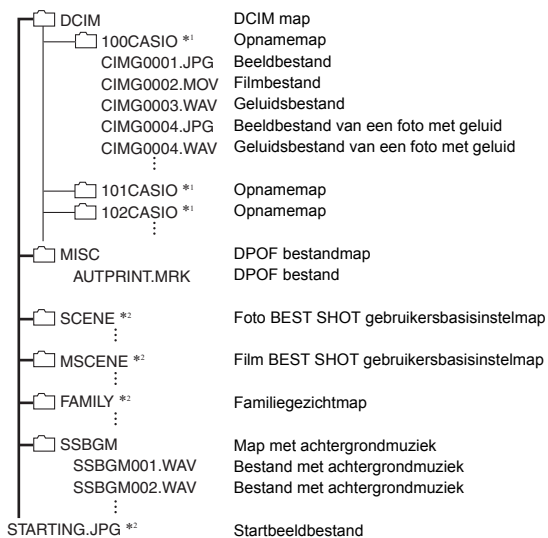 DCIM DCIM map
100CASIO *1 Opnamemap
CIMG0001.JPG Beeldbestand
CIMG0002.MOV Filmbestand
CIMG0003.WAV Geluidsbestand
CIMG0004.JPG Beeldbestand van een foto met geluid
CIMG0004.WAV Geluidsbestand van een foto met geluid
101CASIO *1 Opnamemap
102CASIO *1 Opnamemap
MISC DPOF bestandmap
AUTPRINT.MRK DPOF bestand
SCENE *2 Foto BEST SHOT gebruikersbasisinstelmap
MSCENE *2 Film BEST SHOT gebruikersbasisinstelmap
FAMILY *2 Familiegezichtmap
SSBGM Map met achtergrondmuziek
SSBGM001.WAV Bestand met achtergrondmuziek
SSBGM002.WAV Bestand met achtergrondmuziek
STARTING.JPG *2 Startbeeldbestand